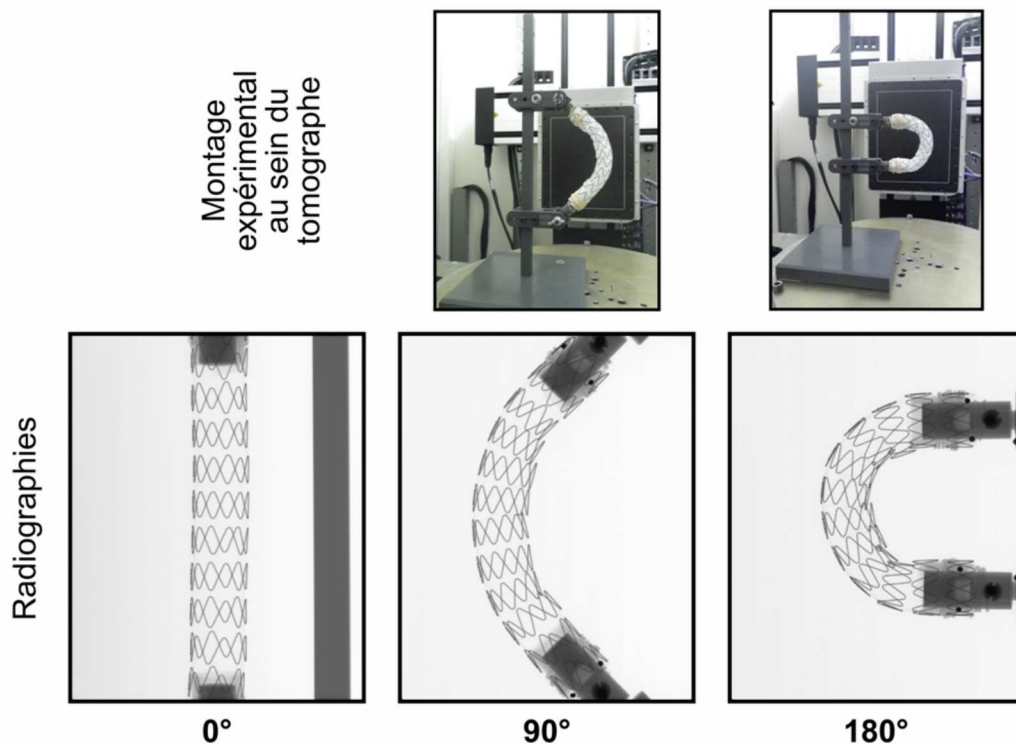 Montage
expérimental
au sein du
tomographe
Radiographies
0°
90°
180°